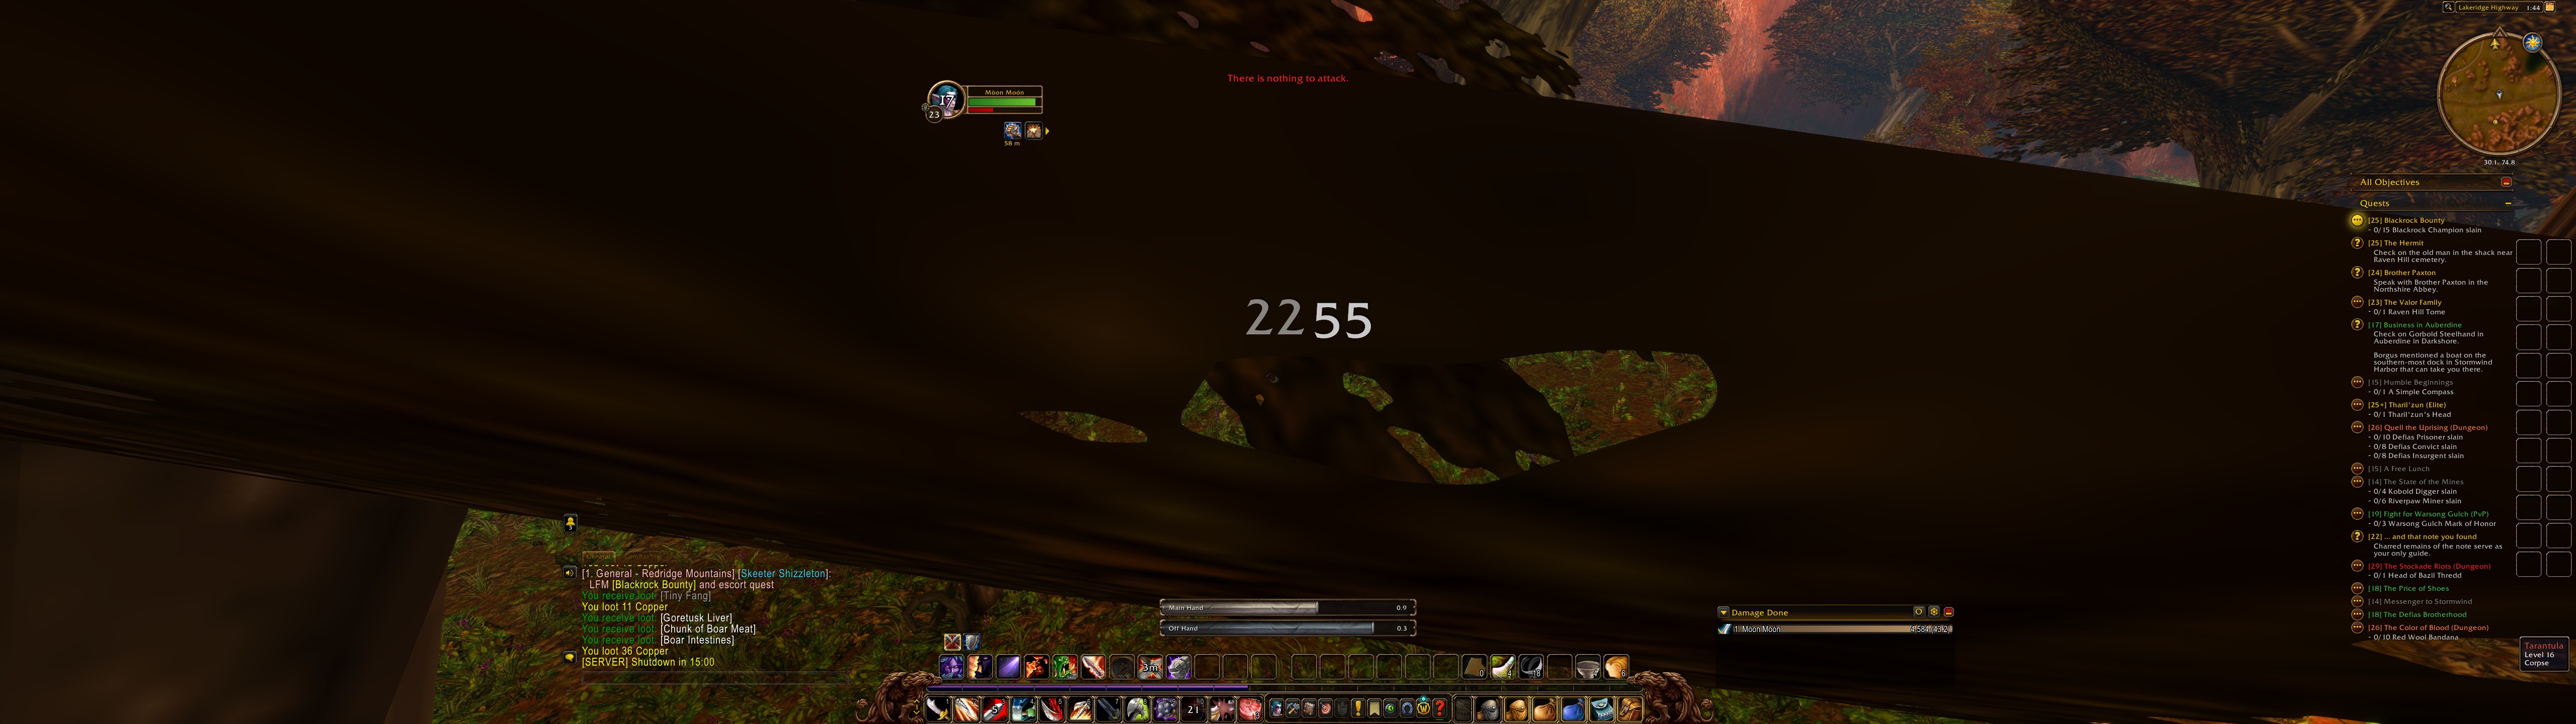 Lakeridge Highway 1:44
There is nothing to attack.
17
Moon Moon
23
58 m
30.1, 74.8
All Objectives
Quests
[25] Blackrock Bounty
- 0/15 Blackrock Champion slain
[25] The Hermit
Check on the old man in the shack near
Raven Hill cemetery.
[24] Brother Paxton
Speak with Brother Paxton in the
Northshire Abbey.
[23] The Valor Family
- 0/1 Raven Hill Tome
[17] Business in Auberdine
Check on Gorbold Steelhand in
Auberdine in Darkshore.
Borgus mentioned a boat on the
southern-most dock in Stormwind
Harbor that can take you there.
[15] Humble Beginnings
- 0/1 A Simple Compass
[25+] Tharil'zun (Elite)
- 0/1 Tharil'zun's Head
[26] Quell the Uprising (Dungeon)
- 0/10 Defias Prisoner slain
- 0/8 Defias Convict slain
- 0/8 Defias Insurgent slain
[15] A Free Lunch
[14] The State of the Mines
- 0/4 Kobold Digger slain
- 0/6 Riverpaw Miner slain
[19] Fight for Warsong Gulch (PvP)
- 0/3 Warsong Gulch Mark of Honor
[22] ... and that note you found
Charred remains of the note serve as
your only guide.
[29] The Stockade Riots (Dungeon)
- 0/1 Head of Bazil Thredd
[18] The Price of Shoes
[14] Messenger to Stormwind
[18] The Defias Brotherhood
[26] The Color of Blood (Dungeon)
- 0/10 Red Wool Bandana
22 55
[1. General - Redridge Mountains] [Skeeter Shizzleton]:
LFM [Blackrock Bounty] and escort quest
You receive loot: [Tiny Fang]
You loot 11 Copper
You receive loot: [Goretusk Liver]
You receive loot: [Chunk of Boar Meat]
You receive loot: [Boar Intestines]
You loot 36 Copper
[SERVER] Shutdown in 15:00
Main Hand 0.9
Off Hand 0.3
Damage Done
1. Moon Moon
3m
21
Tarantula
Level 16
Corpse